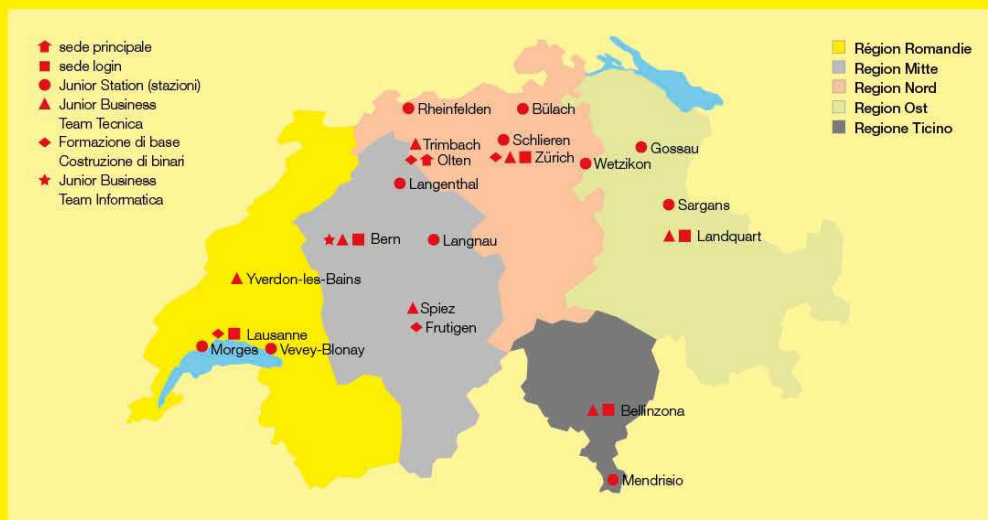 sede principale
sede login
Junior Station (stazioni)
Junior Business
Team Tecnica
Formazione di base
Costruzione di binari
Junior Business
Team Informatica
Région Romandie
Region Mitte
Region Nord
Region Ost
Regione Ticino
Rheinfelden
Bülach
Trimbach
Schlieren
Olten
Zürich
Wetzikon
Gossau
Langenthal
Sargans
Bern
Langnau
Landquart
Yverdon-les-Bains
Spiez
Frutigen
Lausanne
Morges
Vevey-Blonay
Bellinzona
Mendrisio